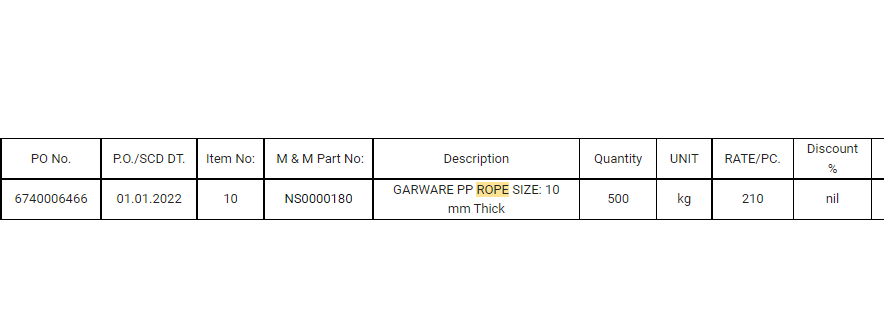 PO No. P.O./SCD DT. Item No: M & M Part No: Description Quantity UNIT RATE/PC. Discount
%
6740006466 01.01.2022 10 NS0000180 GARWARE PP ROPE SIZE: 10 500 kg 210 nil
mm Thick